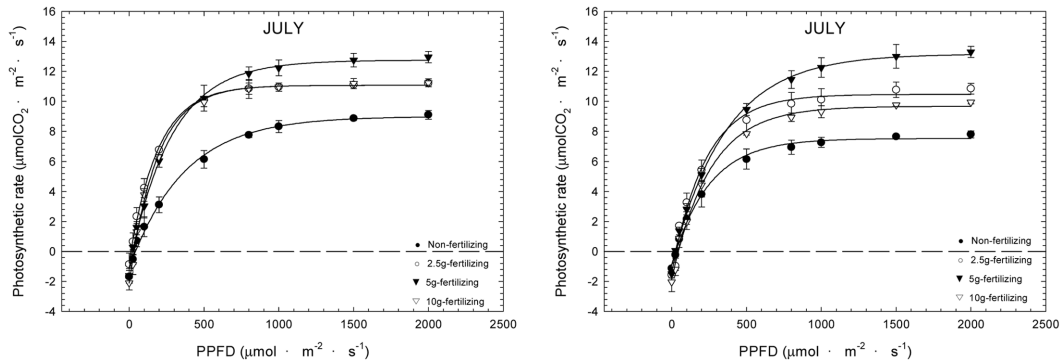 JULY
Photosynthetic rate (μmolCO2 · m-2 · s-1)
14
12
10
8
6
4
2
0
-2
-4
0
500
1000
1500
2000
PPFD (μmol · m-2 · s-1)
Non-fertilizing
2.5g-fertilizing
5g-fertilizing
10g-fertilizing
JULY
Photosynthetic rate (μmolCO2 · m-2 · s-1)
16
14
12
10
8
6
4
2
0
-2
-4
0
500
1000
1500
2000
PPFD (μmol · m-2 · s-1)
Non-fertilizing
2.5g-fertilizing
5g-fertilizing
10g-fertilizing